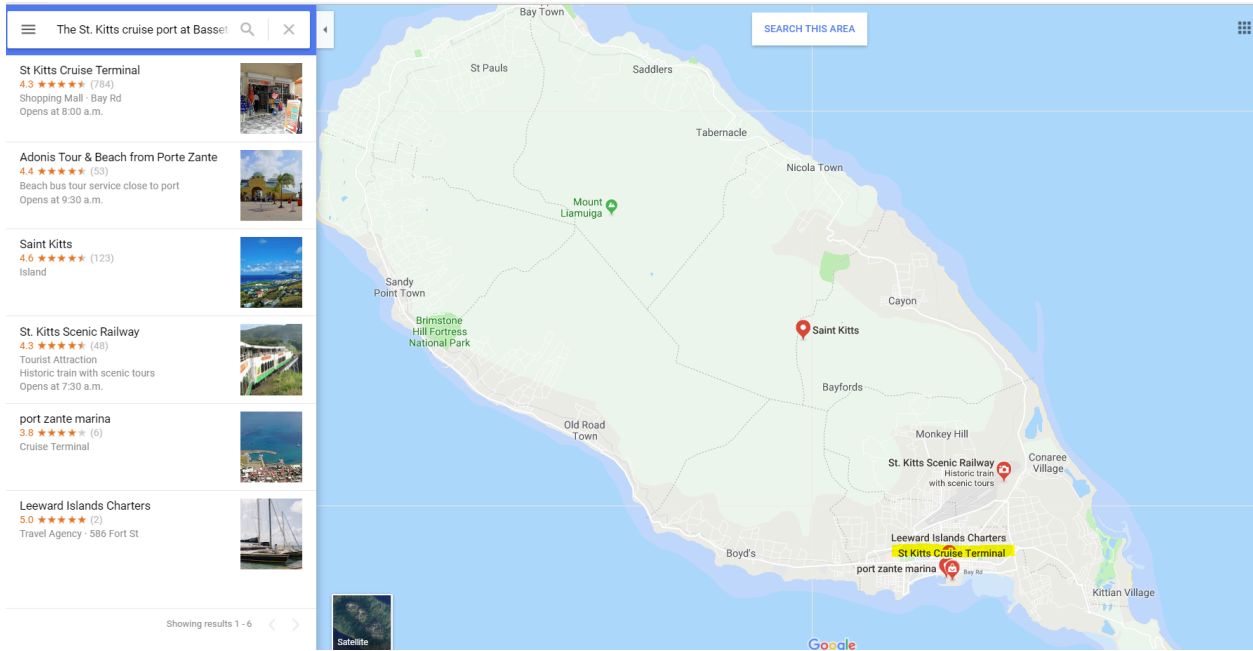 The St. Kitts cruise port at Basset
St Kitts Cruise Terminal
4.3 (784)
Shopping Mall · Bay Rd
Opens at 8:00 a.m.
Adonis Tour & Beach from Porte Zante
4.4 (53)
Beach bus tour service close to port
Opens at 9:30 a.m.
Saint Kitts
4.6 (123)
Island
St. Kitts Scenic Railway
4.3 (48)
Tourist Attraction
Historic train with scenic tours
Opens at 7:30 a.m.
port zante marina
3.8 (6)
Cruise Terminal
Leeward Islands Charters
5.0 (2)
Travel Agency · 586 Fort St
Showing results 1 - 6
SEARCH THIS AREA
Bay Town
St Pauls
Saddlers
Tabernacle
Nicola Town
Mount
Liamuiga
Sandy
Point Town
Brimstone
Hill Fortress
National Park
Cayon
Saint Kitts
Bayfords
Old Road
Town
Monkey Hill
Conaree
Village
St. Kitts Scenic Railway
Historic train
with scenic tours
Leeward Islands Charters
St Kitts Cruise Terminal
Boyd's
port zante marina
Bay Rd
Kittian Village
Satellite
Google